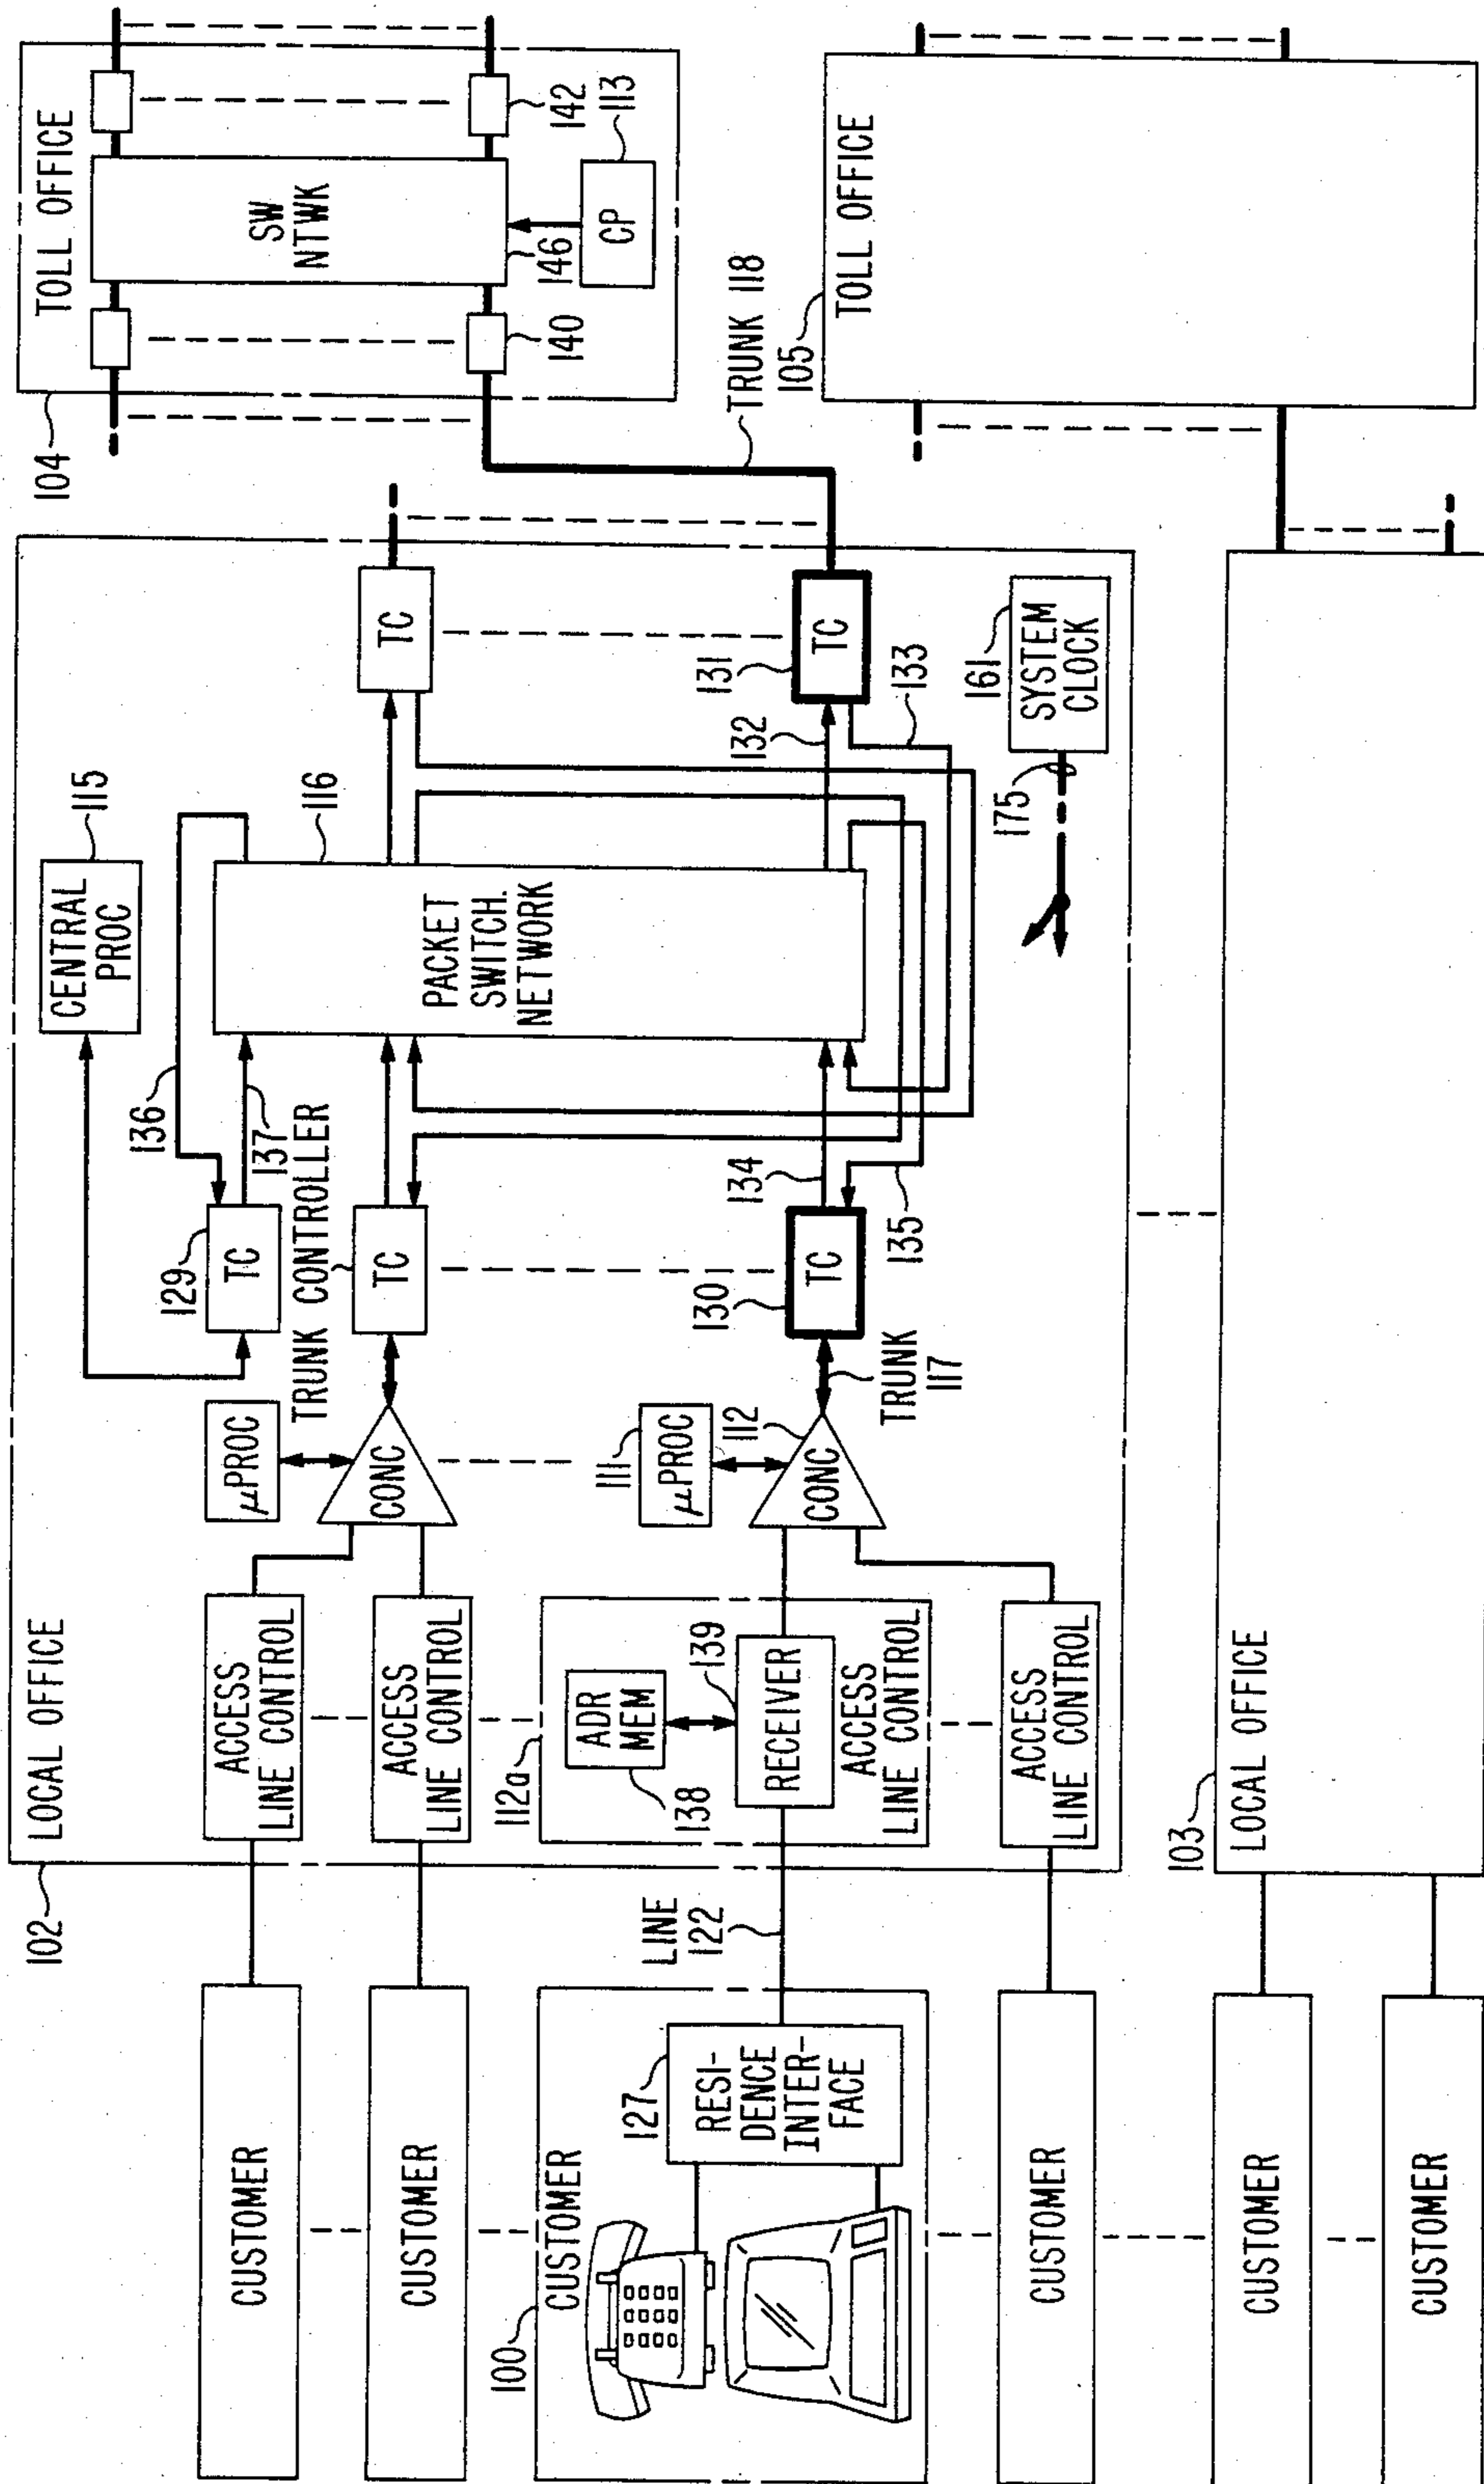 102
LOCAL OFFICE
CUSTOMER
CUSTOMER
100
CUSTOMER
127
RESI-
DENCE
INTER-
FACE
CUSTOMER
CUSTOMER
CUSTOMER
LINE
122
ACCESS
LINE CONTROL
ACCESS
LINE CONTROL
112a
ADR
MEM
138
139
RECEIVER
ACCESS
LINE CONTROL
ACCESS
LINE CONTROL
103
LOCAL OFFICE
μPROC
CONC
111
μPROC
112
CONC
TRUNK
117
129
TC
TRUNK CONTROLLER
TC
130
TC
136
137
134
135
CENTRAL
PROC
115
PACKET
SWITCH.
NETWORK
116
TC
131
TC
132
133
161
SYSTEM
CLOCK
175
104
TOLL OFFICE
SW
NTWK
140
146
142
CP
113
TRUNK 118
105
TOLL OFFICE